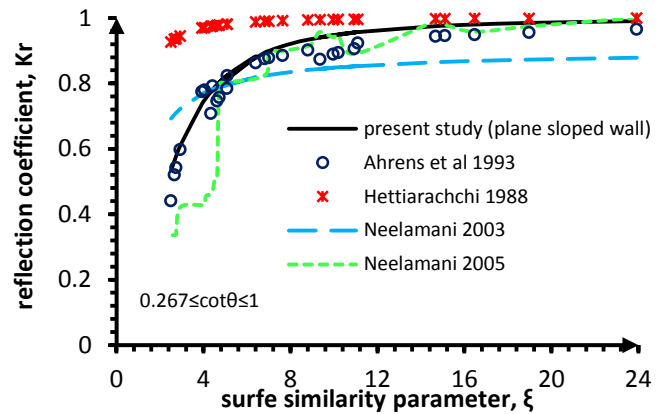 reflection coefficient, Kr
1
0.8
0.6
0.4
0.2
0
present study (plane sloped wall)
Ahrens et al 1993
Hettiarachchi 1988
Neelamani 2003
Neelamani 2005
0.267≤cotθ≤1
0 4 8 12 16 20 24
surfe similarity parameter, ξ